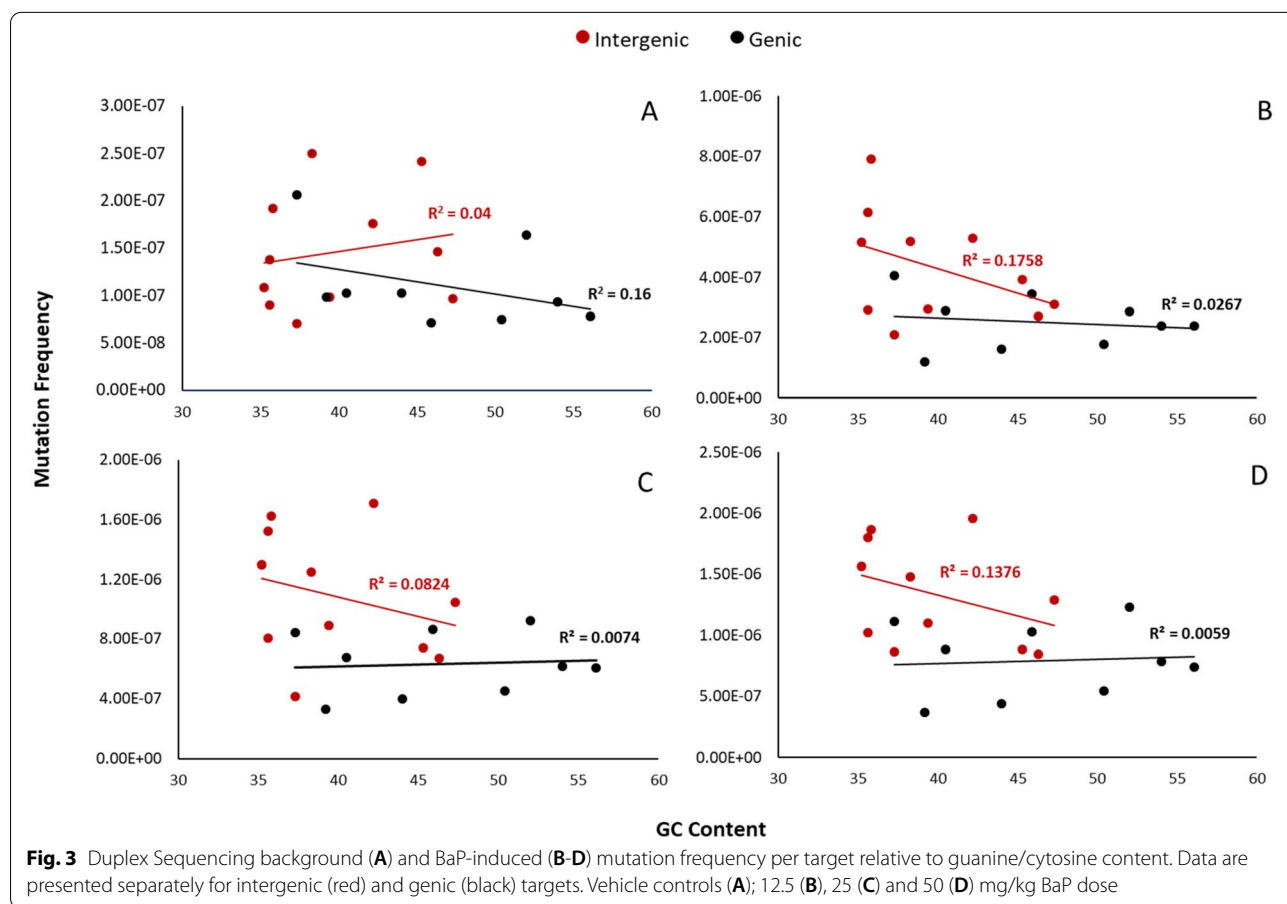 Intergenic Genic
A
3.00E-07
2.50E-07
2.00E-07
1.50E-07
1.00E-07
5.00E-08
0.00E+00
R² = 0.04
R² = 0.16
30 35 40 45 50 55 60
B
1.00E-06
8.00E-07
6.00E-07
4.00E-07
2.00E-07
0.00E+00
R² = 0.1758
R² = 0.0267
30 35 40 45 50 55 60
Mutation Frequency
C
2.00E-06
1.60E-06
1.20E-06
8.00E-07
4.00E-07
0.00E+00
R² = 0.0824
R² = 0.0074
30 35 40 45 50 55 60
D
2.50E-06
2.00E-06
1.50E-06
1.00E-06
5.00E-07
0.00E+00
R² = 0.1376
R² = 0.0059
30 35 40 45 50 55 60
GC Content
Fig. 3 Duplex Sequencing background (A) and BaP-induced (B-D) mutation frequency per target relative to guanine/cytosine content. Data are
presented separately for intergenic (red) and genic (black) targets. Vehicle controls (A); 12.5 (B), 25 (C) and 50 (D) mg/kg BaP dose